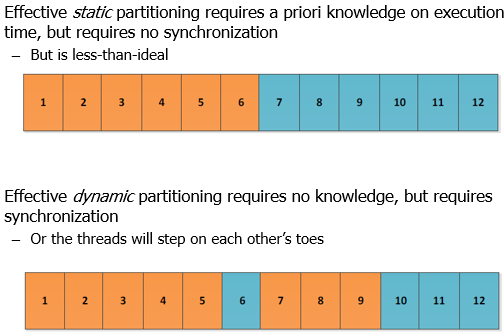 Effective static partitioning requires a priori knowledge on execution
time, but requires no synchronization
– But is less-than-ideal
1 2 3 4 5 6 7 8 9 10 11 12
Effective dynamic partitioning requires no knowledge, but requires
synchronization
– Or the threads will step on each other's toes
1 2 3 4 5 6 7 8 9 10 11 12